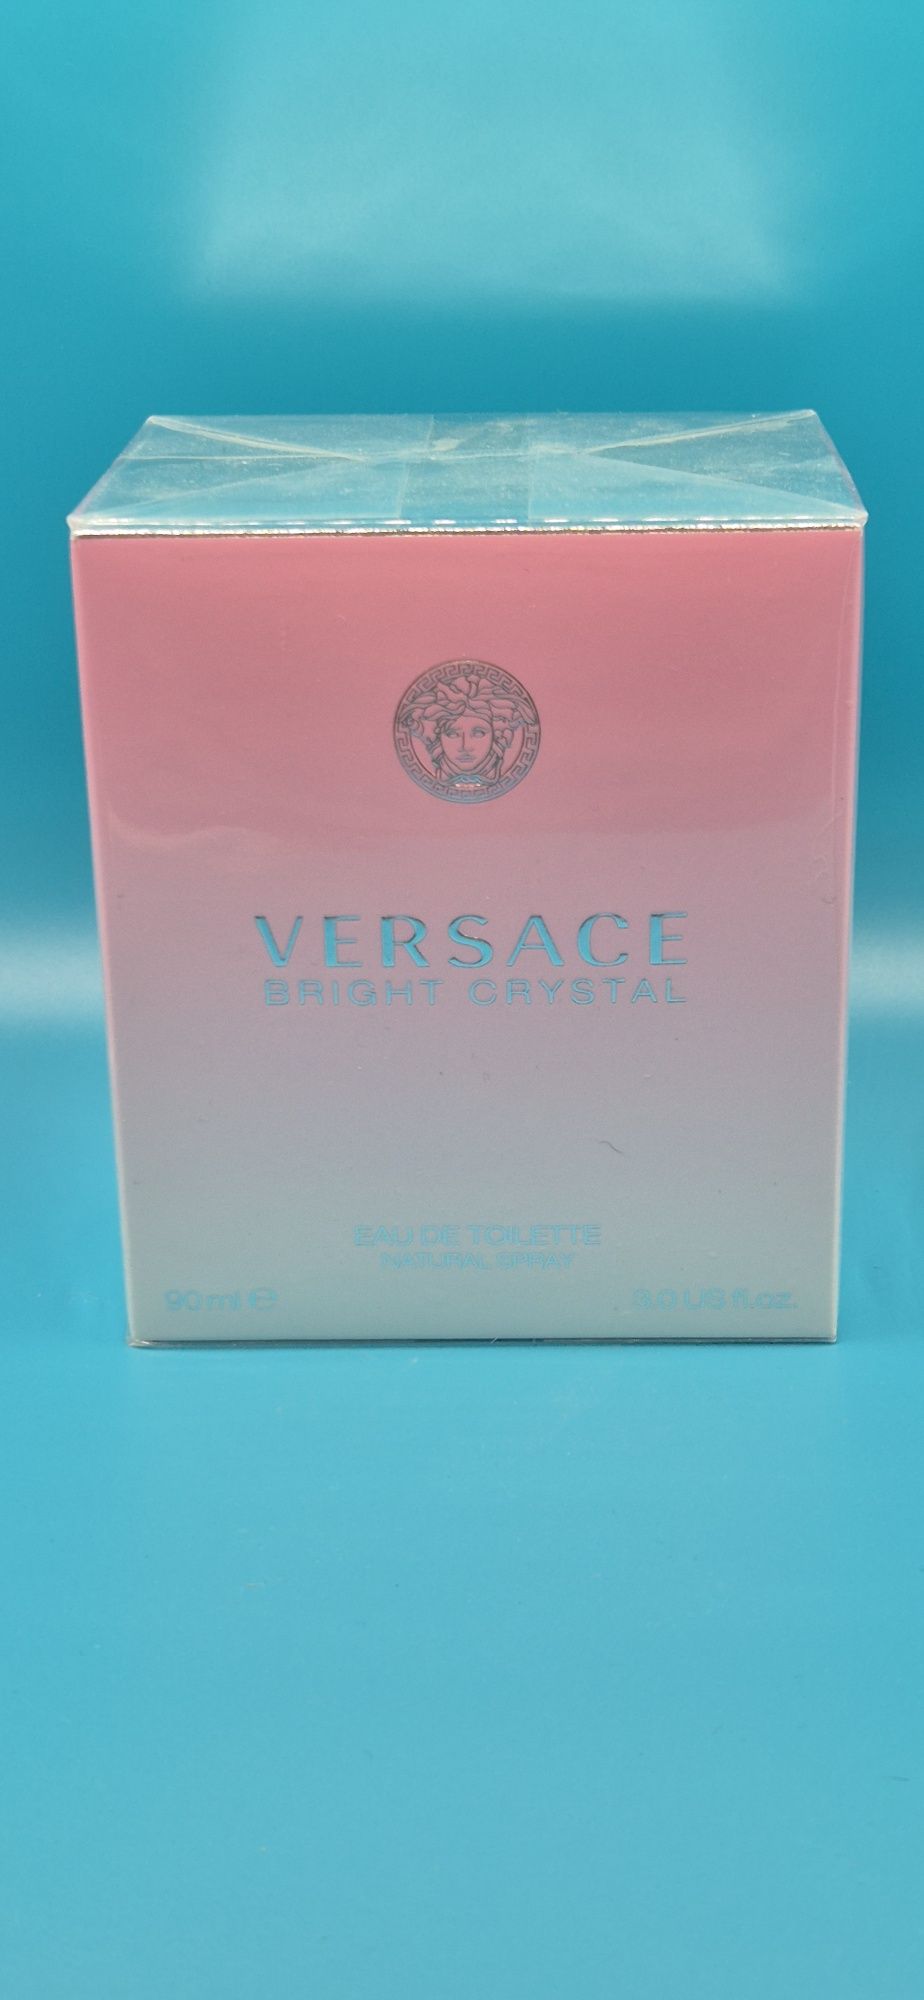 VERSACE
BRIGHT CRYSTAL
EAU DE TOILETTE
NATURAL SPRAY
90 ml ℮
3.0 US fl.oz.